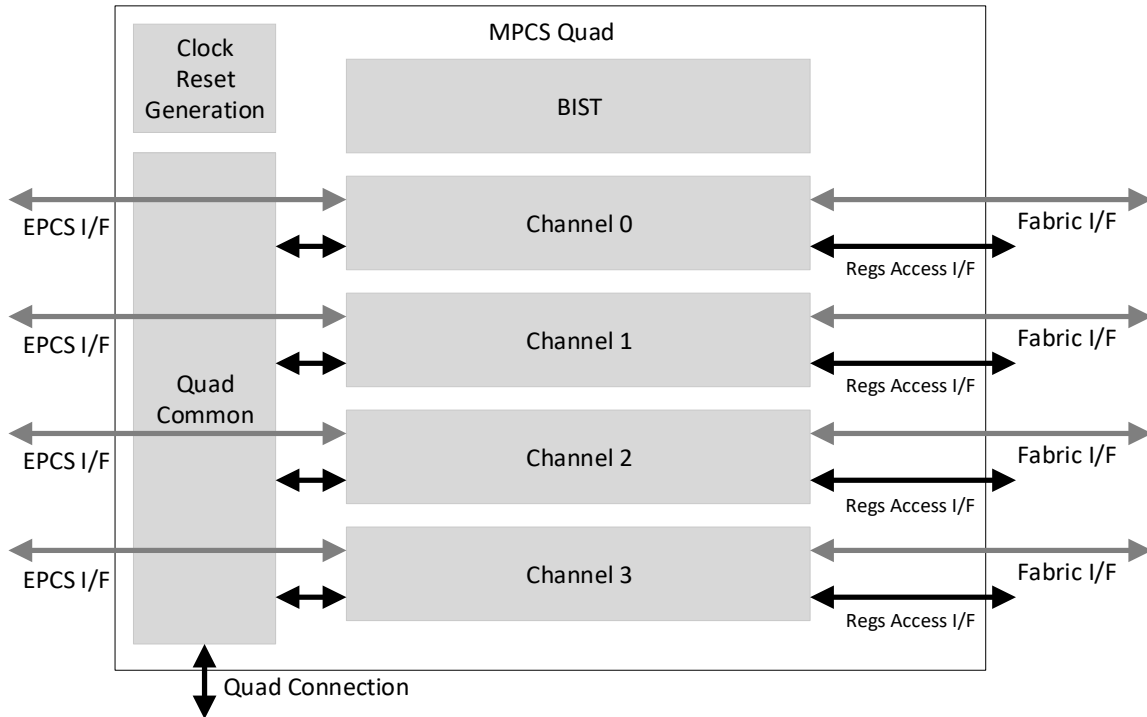 MPCS Quad
Clock
Reset
Generation
BIST
EPCS I/F
Channel 0
Fabric I/F
Regs Access I/F
EPCS I/F
Channel 1
Fabric I/F
Regs Access I/F
Quad
Common
EPCS I/F
Channel 2
Fabric I/F
Regs Access I/F
EPCS I/F
Channel 3
Fabric I/F
Regs Access I/F
Quad Connection